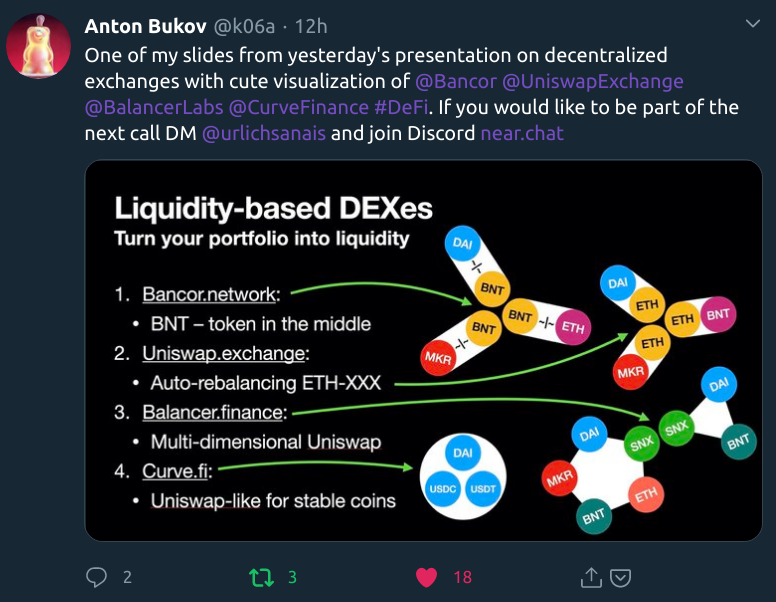 Anton Bukov @k06a · 12h
One of my slides from yesterday's presentation on decentralized
exchanges with cute visualization of @Bancor @UniswapExchange
@BalancerLabs @CurveFinance #DeFi. If you would like to be part of the
next call DM @urlichsanais and join Discord near.chat
Liquidity-based DEXes
Turn your portfolio into liquidity
1. Bancor.network:
• BNT – token in the middle
2. Uniswap.exchange:
• Auto-rebalancing ETH-XXX
3. Balancer.finance:
• Multi-dimensional Uniswap
4. Curve.fi:
• Uniswap-like for stable coins
DAI
BNT
BNT
ETH
BNT
MKR
DAI
ETH
ETH
BNT
ETH
MKR
DAI
USDC
USDT
DAI
SNX
MKR
ETH
BNT
SNX
DAI
BNT
2
3
18